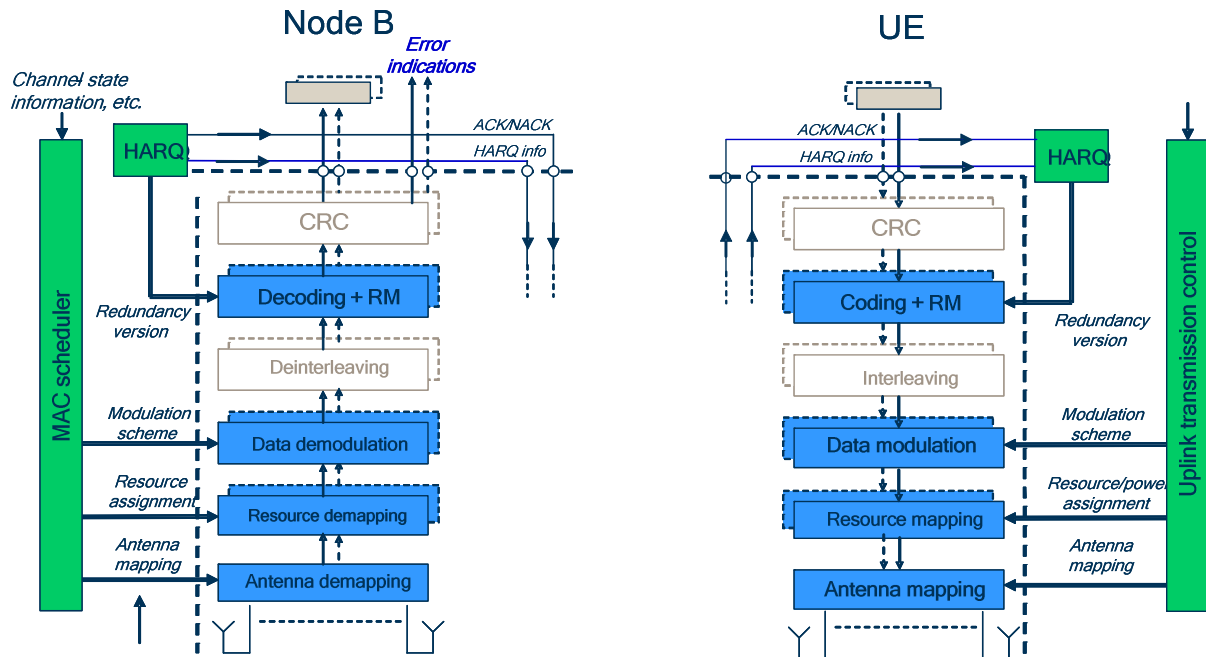 Node B
UE
Error
indications
Channel state
information, etc.
ACK/NACK
HARQ
HARQ info
CRC
Decoding + RM
Redundancy
version
MAC scheduler
Deinterleaving
Modulation
scheme
Data demodulation
Resource
assignment
Resource demapping
Antenna
mapping
Antenna demapping
ACK/NACK
HARQ info
HARQ
CRC
Coding + RM
Redundancy
version
Uplink transmission control
Interleaving
Modulation
scheme
Data modulation
Resource/power
assignment
Resource mapping
Antenna
mapping
Antenna mapping